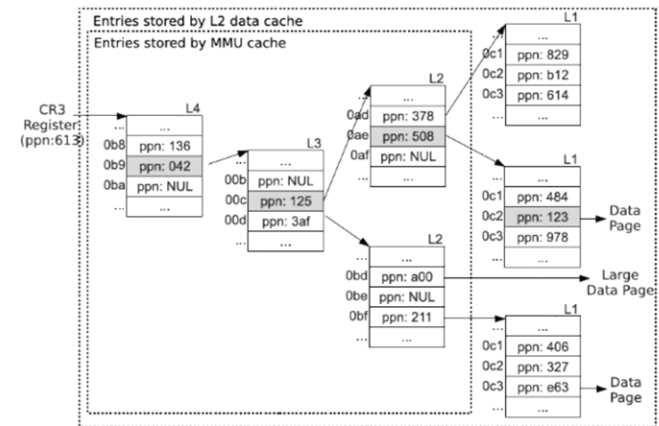 Entries stored by L2 data cache
Entries stored by MMU cache
CR3
Register
(ppn:613)
L4
...
...
0b8 ppn: 136
0b9 ppn: 042
0ba ppn: NUL
...
...
L3
...
...
00b ppn: NUL
00c ppn: 125
00d ppn: 3af
...
...
L2
...
...
0ad ppn: 378
0ae ppn: 508
0af ppn: NUL
...
...
L2
...
...
0bd ppn: a00
0be ppn: NUL
0bf ppn: 211
...
...
L1
...
...
0c1 ppn: 829
0c2 ppn: b12
0c3 ppn: 614
...
...
L1
...
...
0c1 ppn: 484
0c2 ppn: 123
0c3 ppn: 978
...
...
Data
Page
Large
Data Page
L1
...
...
0c1 ppn: 406
0c2 ppn: 327
0c3 ppn: e63
...
...
Data
Page